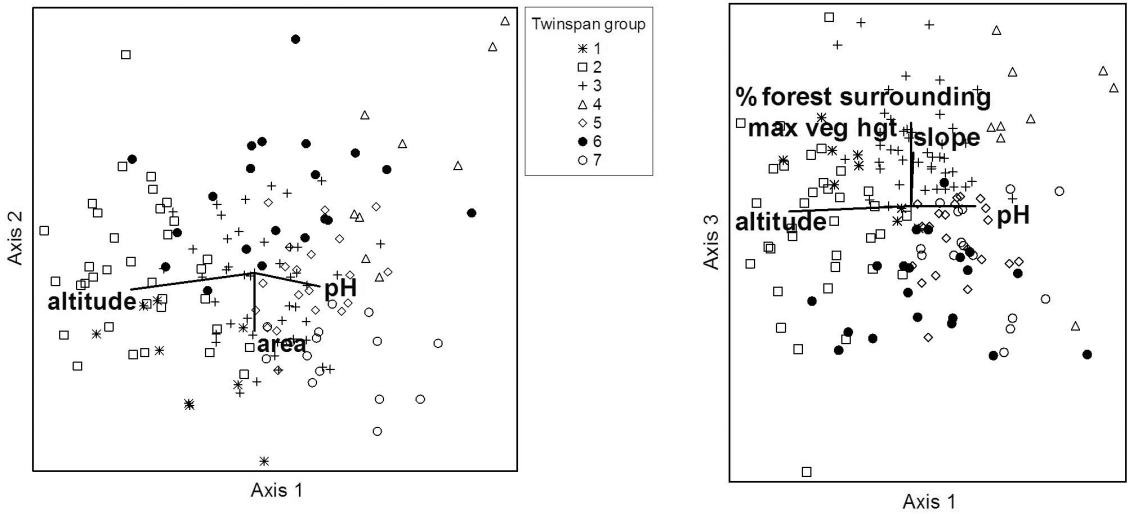 Twinspan group
1
2
3
4
5
6
7
Axis 2
altitude
pH
area
Axis 1
% forest surrounding
max veg hgt
slope
altitude
pH
Axis 3
Axis 1